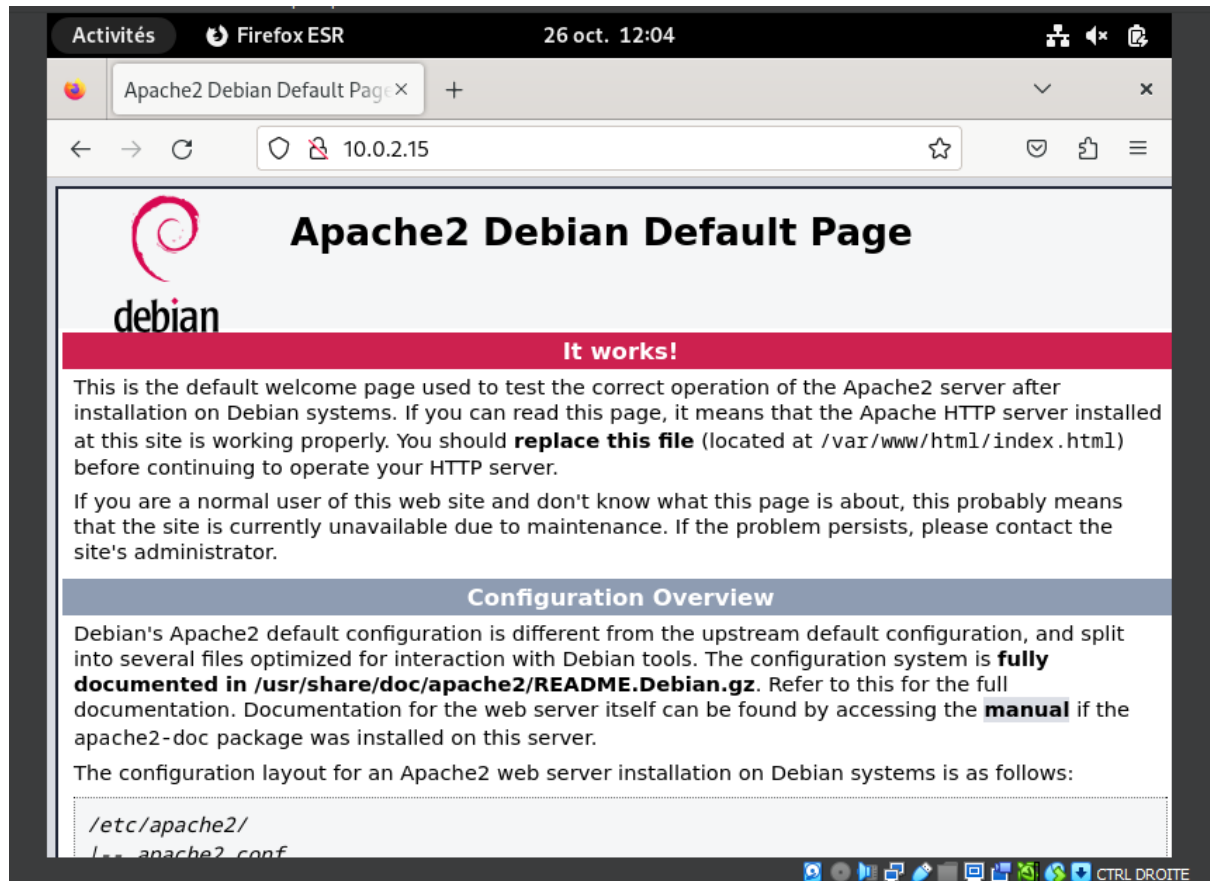 Activités Firefox ESR 26 oct. 12:04
Apache2 Debian Default Page
10.0.2.15
debian
Apache2 Debian Default Page
It works!
This is the default welcome page used to test the correct operation of the Apache2 server after
installation on Debian systems. If you can read this page, it means that the Apache HTTP server installed
at this site is working properly. You should replace this file (located at /var/www/html/index.html)
before continuing to operate your HTTP server.
If you are a normal user of this web site and don't know what this page is about, this probably means
that the site is currently unavailable due to maintenance. If the problem persists, please contact the
site's administrator.
Configuration Overview
Debian's Apache2 default configuration is different from the upstream default configuration, and split
into several files optimized for interaction with Debian tools. The configuration system is fully
documented in /usr/share/doc/apache2/README.Debian.gz. Refer to this for the full
documentation. Documentation for the web server itself can be found by accessing the manual if the
apache2-doc package was installed on this server.
The configuration layout for an Apache2 web server installation on Debian systems is as follows:
/etc/apache2/
|-- apache2.conf
CTRL DROITE